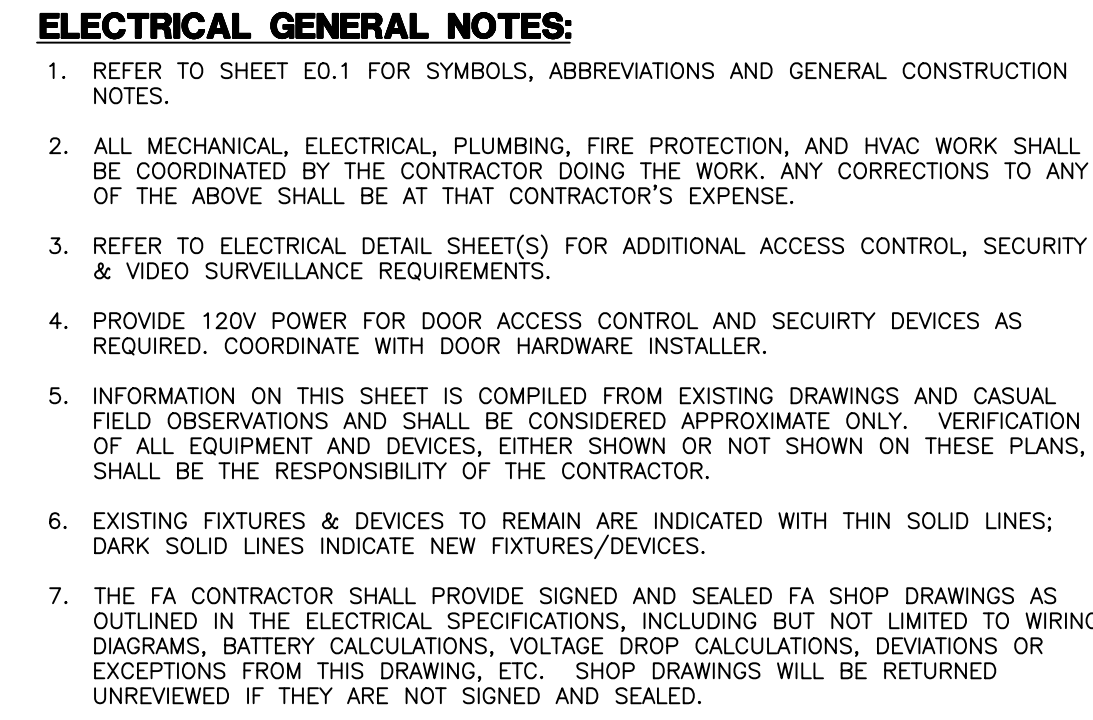 ELECTRICAL GENERAL NOTES:
1. REFER TO SHEET E0.1 FOR SYMBOLS, ABBREVIATIONS AND GENERAL CONSTRUCTION
NOTES.
2. ALL MECHANICAL, ELECTRICAL, PLUMBING, FIRE PROTECTION, AND HVAC WORK SHALL
BE COORDINATED BY THE CONTRACTOR DOING THE WORK. ANY CORRECTIONS TO ANY
OF THE ABOVE SHALL BE AT THAT CONTRACTOR'S EXPENSE.
3. REFER TO ELECTRICAL DETAIL SHEET(S) FOR ADDITIONAL ACCESS CONTROL, SECURITY
& VIDEO SURVEILLANCE REQUIREMENTS.
4. PROVIDE 120V POWER FOR DOOR ACCESS CONTROL AND SECUIRTY DEVICES AS
REQUIRED. COORDINATE WITH DOOR HARDWARE INSTALLER.
5. INFORMATION ON THIS SHEET IS COMPILED FROM EXISTING DRAWINGS AND CASUAL
FIELD OBSERVATIONS AND SHALL BE CONSIDERED APPROXIMATE ONLY. VERIFICATION
OF ALL EQUIPMENT AND DEVICES, EITHER SHOWN OR NOT SHOWN ON THESE PLANS,
SHALL BE THE RESPONSIBILITY OF THE CONTRACTOR.
6. EXISTING FIXTURES & DEVICES TO REMAIN ARE INDICATED WITH THIN SOLID LINES;
DARK SOLID LINES INDICATE NEW FIXTURES/DEVICES.
7. THE FA CONTRACTOR SHALL PROVIDE SIGNED AND SEALED FA SHOP DRAWINGS AS
OUTLINED IN THE ELECTRICAL SPECIFICATIONS, INCLUDING BUT NOT LIMITED TO WIRING
DIAGRAMS, BATTERY CALCULATIONS, VOLTAGE DROP CALCULATIONS, DEVIATIONS OR
EXCEPTIONS FROM THIS DRAWING, ETC. SHOP DRAWINGS WILL BE RETURNED
UNREVIEWED IF THEY ARE NOT SIGNED AND SEALED.